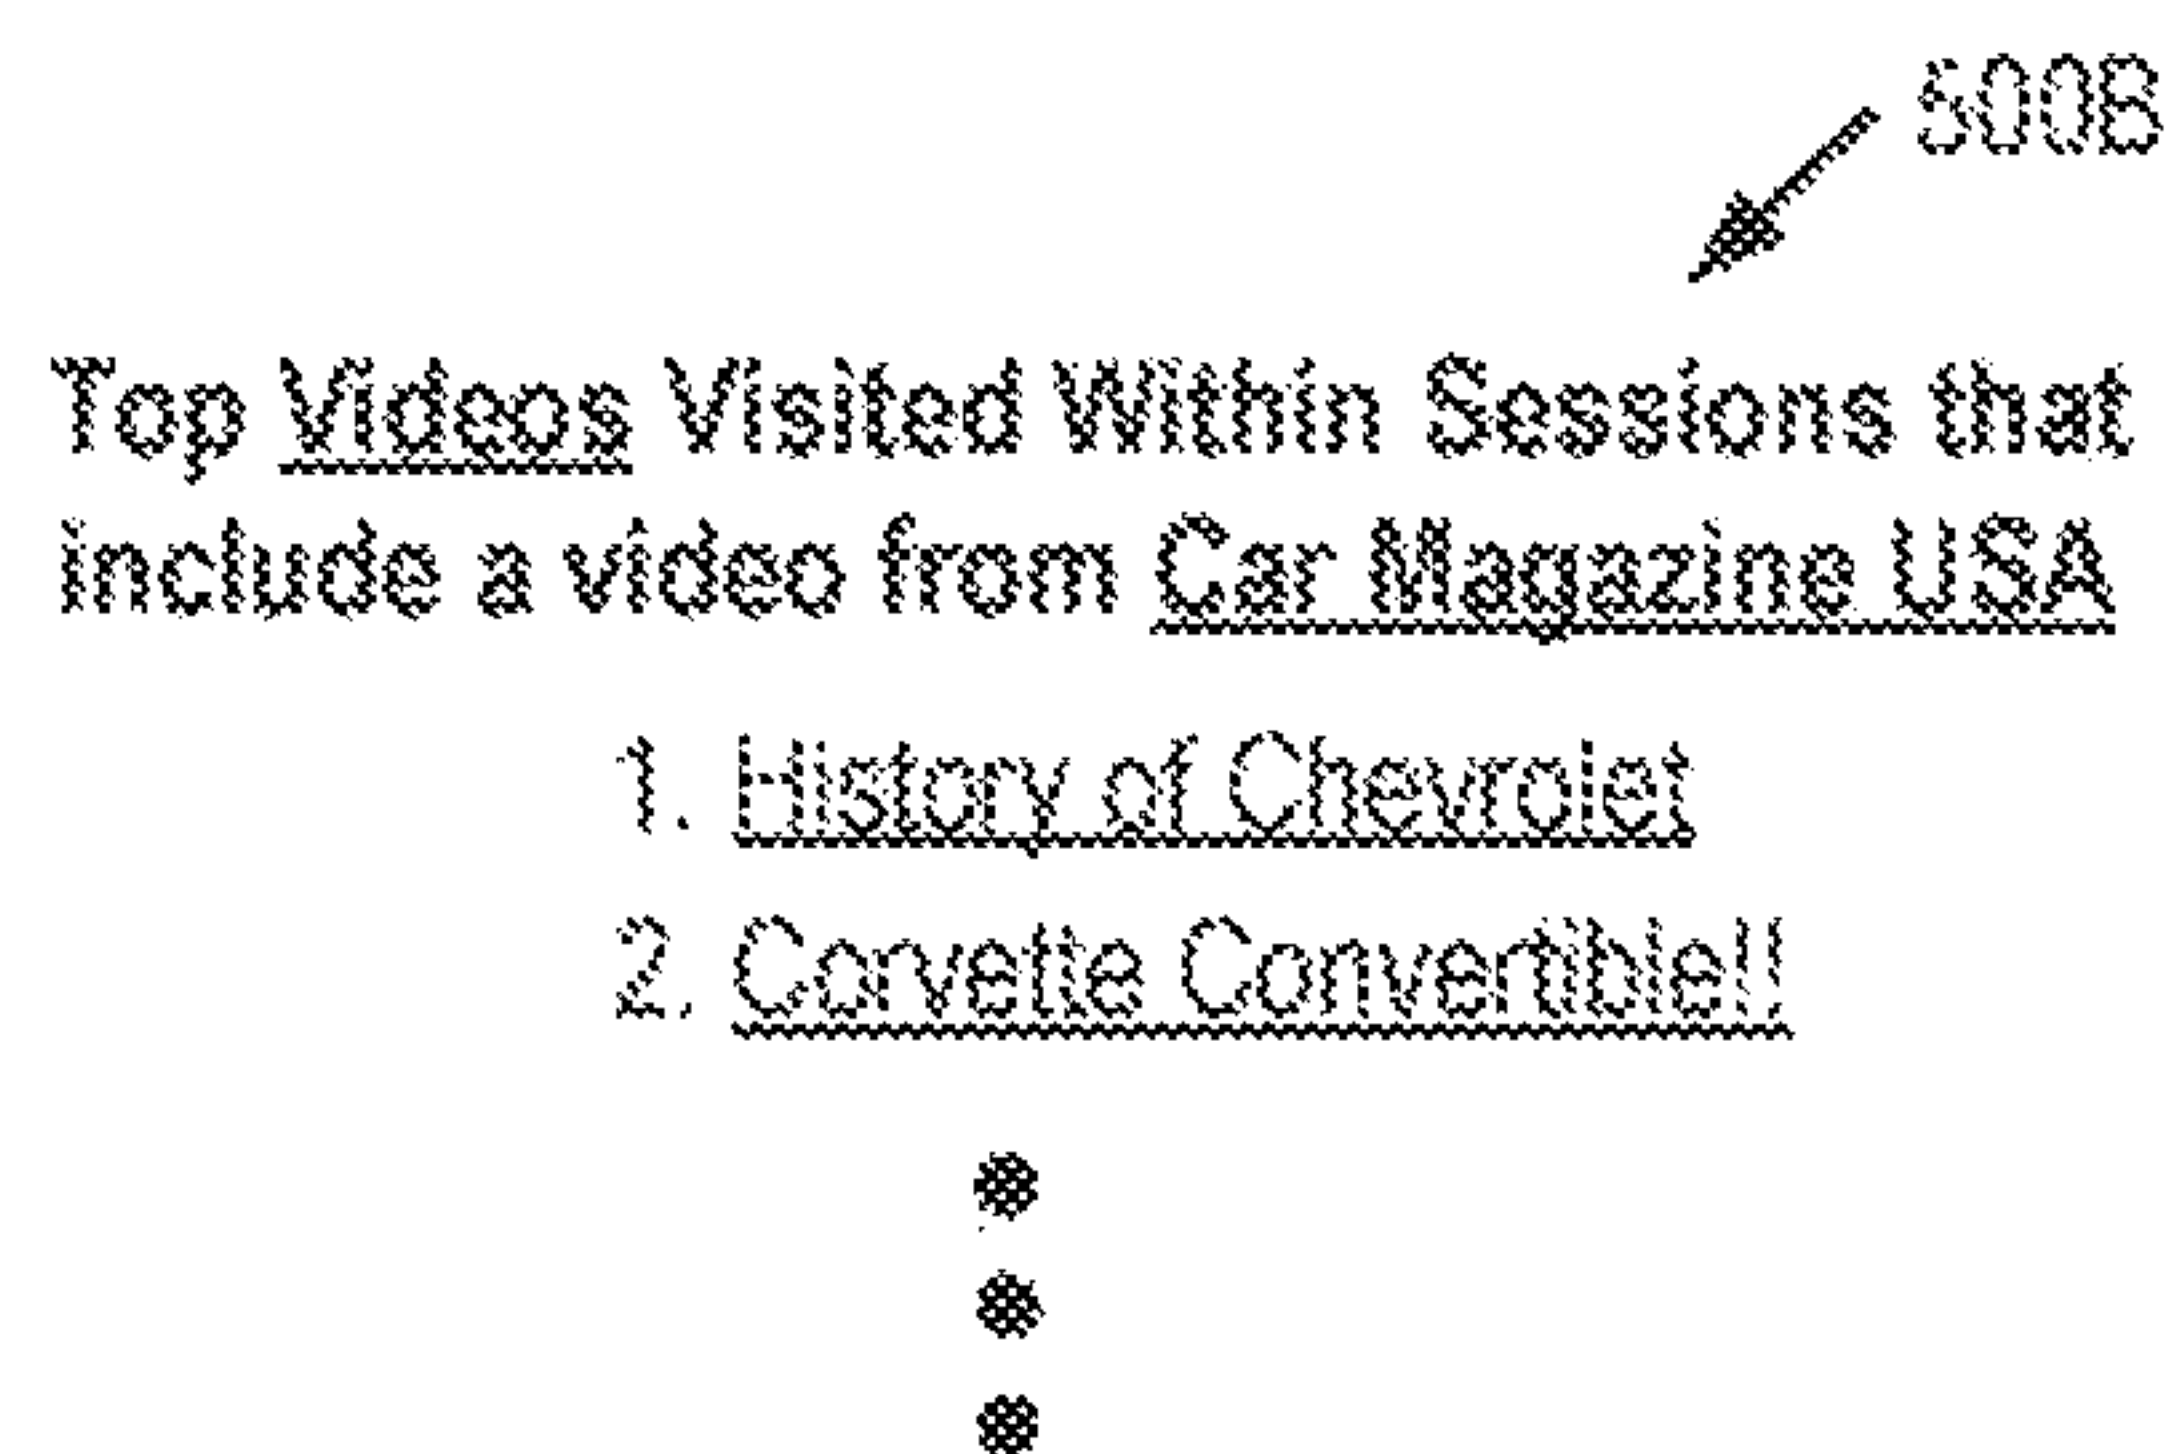 500B
Top Videos Visited Within Sessions that
include a video from Car Magazine USA
1. History of Chevrolet
2. Corvette Convertible!!